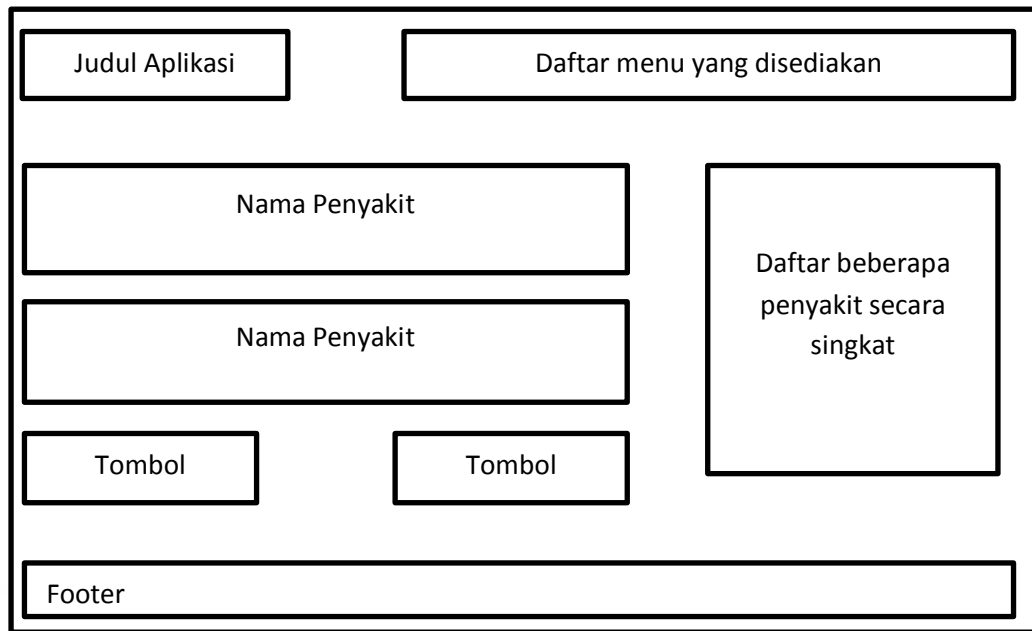 Judul Aplikasi
Daftar menu yang disediakan
Nama Penyakit
Nama Penyakit
Tombol
Tombol
Daftar beberapa
penyakit secara
singkat
Footer